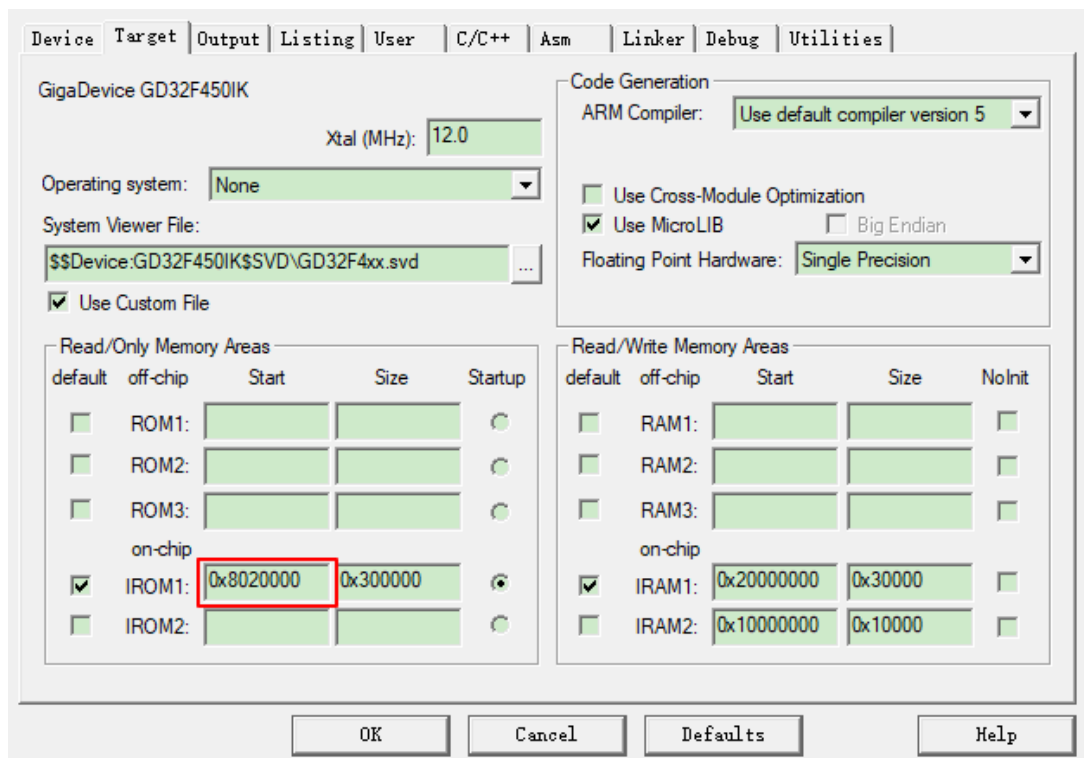 Device Target Output Listing User C/C++ Asm Linker Debug Utilities
GigaDevice GD32F450IK
Xtal (MHz): 12.0
Operating system: None
System Viewer File:
$$Device:GD32F450IK$SVD\GD32F4xx.svd ...
Use Custom File
Code Generation
ARM Compiler: Use default compiler version 5
Use Cross-Module Optimization
Use MicroLIB Big Endian
Floating Point Hardware: Single Precision
Read/Only Memory Areas
default off-chip Start Size Startup
ROM1:
ROM2:
ROM3:
on-chip
IROM1: 0x8020000 0x300000
IROM2:
Read/Write Memory Areas
default off-chip Start Size NoInit
RAM1:
RAM2:
RAM3:
on-chip
IRAM1: 0x20000000 0x30000
IRAM2: 0x10000000 0x10000
OK Cancel Defaults Help